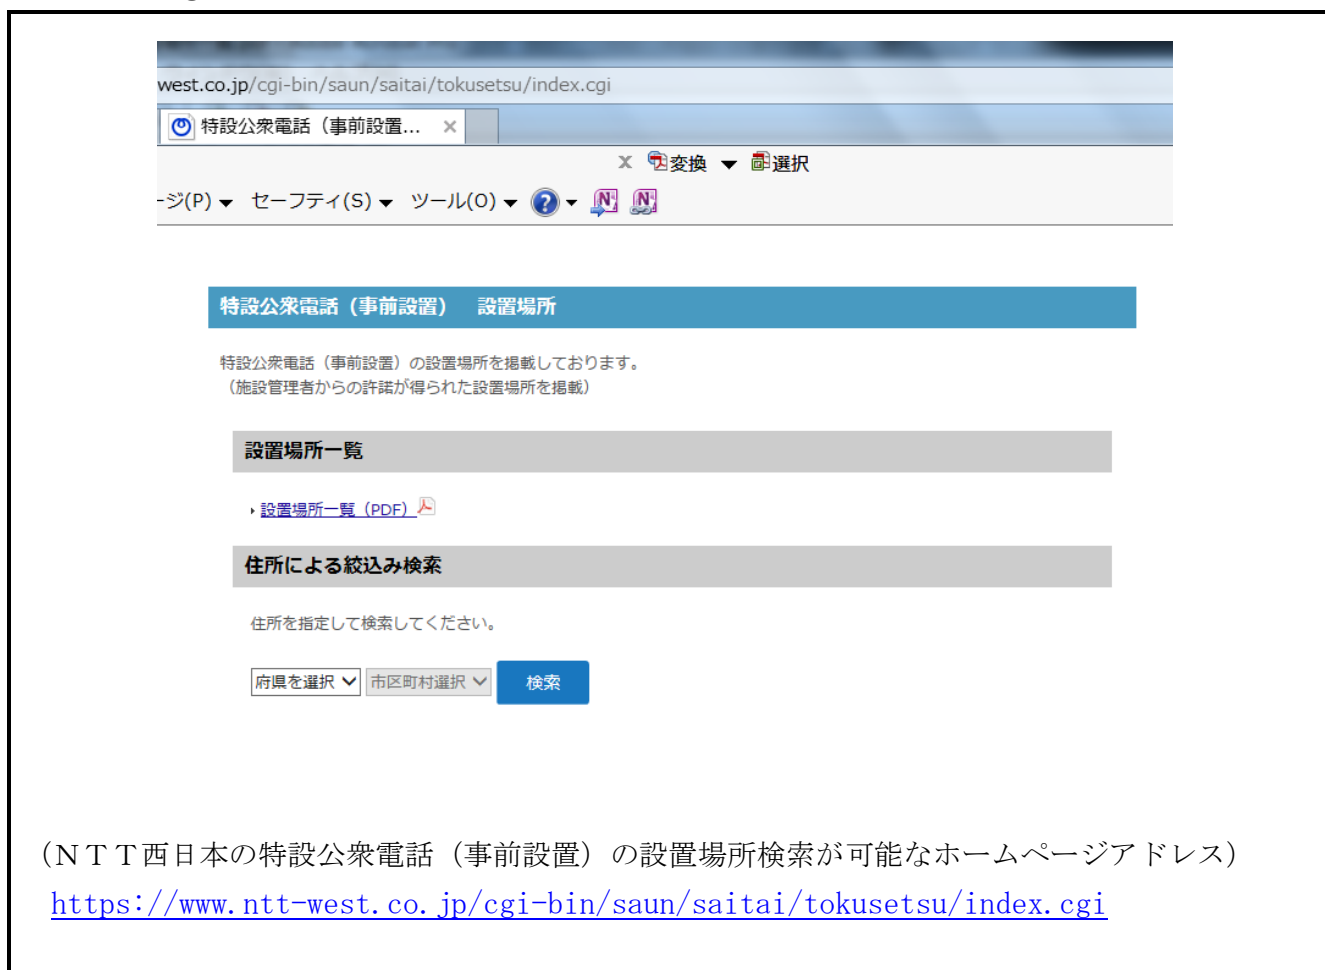 west.co.jp/cgi-bin/saun/saitai/tokusetsu/index.cgi
特設公衆電話（事前設置... ×
x 変換 ▼ 選択
-ジ(P) ▼ セーフティ(S) ▼ ツール(O) ▼
特設公衆電話（事前設置）　設置場所
特設公衆電話（事前設置）の設置場所を掲載しております。
（施設管理者からの許諾が得られた設置場所を掲載）
設置場所一覧
設置場所一覧（PDF）
住所による絞込み検索
住所を指定して検索してください。
府県を選択 市区町村選択 検索
（ＮＴＴ西日本の特設公衆電話（事前設置）の設置場所検索が可能なホームページアドレス）
https://www.ntt-west.co.jp/cgi-bin/saun/saitai/tokusetsu/index.cgi